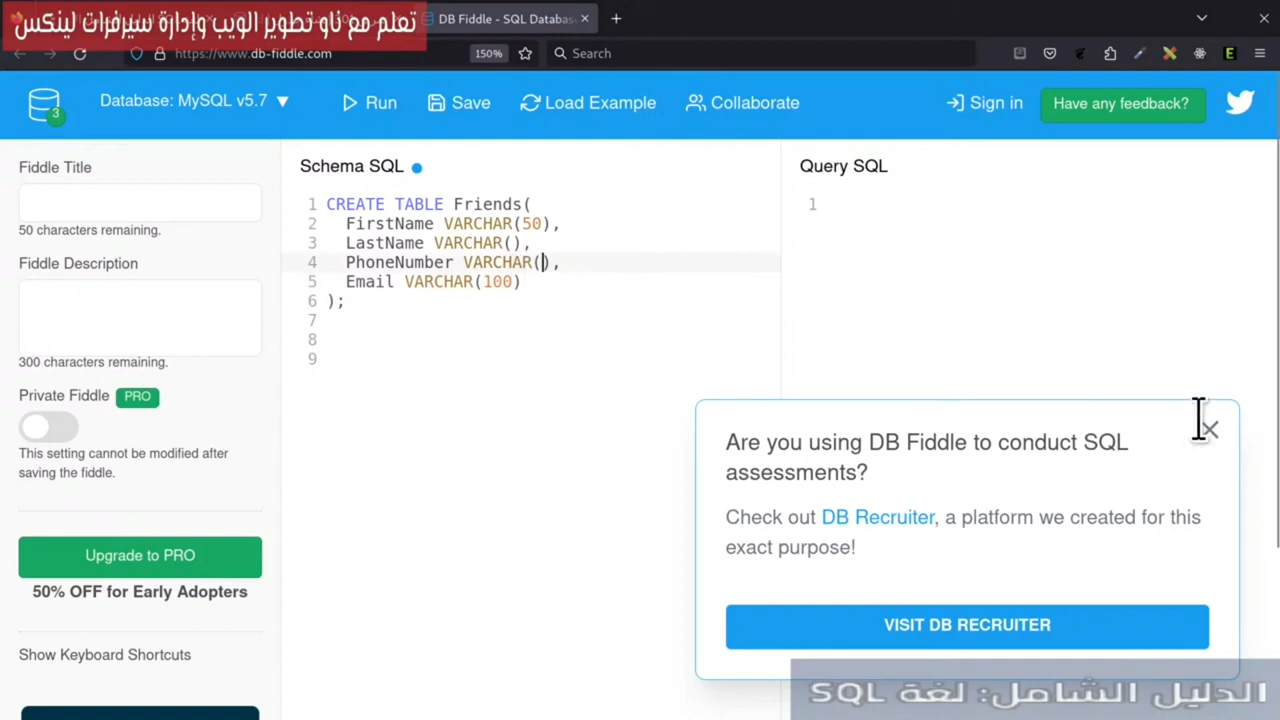 تعلم مع ناو تطوير الويب وإدارة سيرفرات لينكس
DB Fiddle - SQL Databas
https://www.db-fiddle.com
150%
Search
Database: MySQL v5.7 ▼
Run
Save
Load Example
Collaborate
Sign in
Have any feedback?
3
Fiddle Title
50 characters remaining.
Fiddle Description
300 characters remaining.
Private Fiddle PRO
This setting cannot be modified after
saving the fiddle.
Upgrade to PRO
50% OFF for Early Adopters
Show Keyboard Shortcuts
Schema SQL
1 CREATE TABLE Friends(
2 FirstName VARCHAR(50),
3 LastName VARCHAR(),
4 PhoneNumber VARCHAR(),
5 Email VARCHAR(100)
6 );
7
8
9
Query SQL
1
Are you using DB Fiddle to conduct SQL
assessments?
Check out DB Recruiter, a platform we created for this
exact purpose!
VISIT DB RECRUITER
الدليل الشامل: لغة SQL